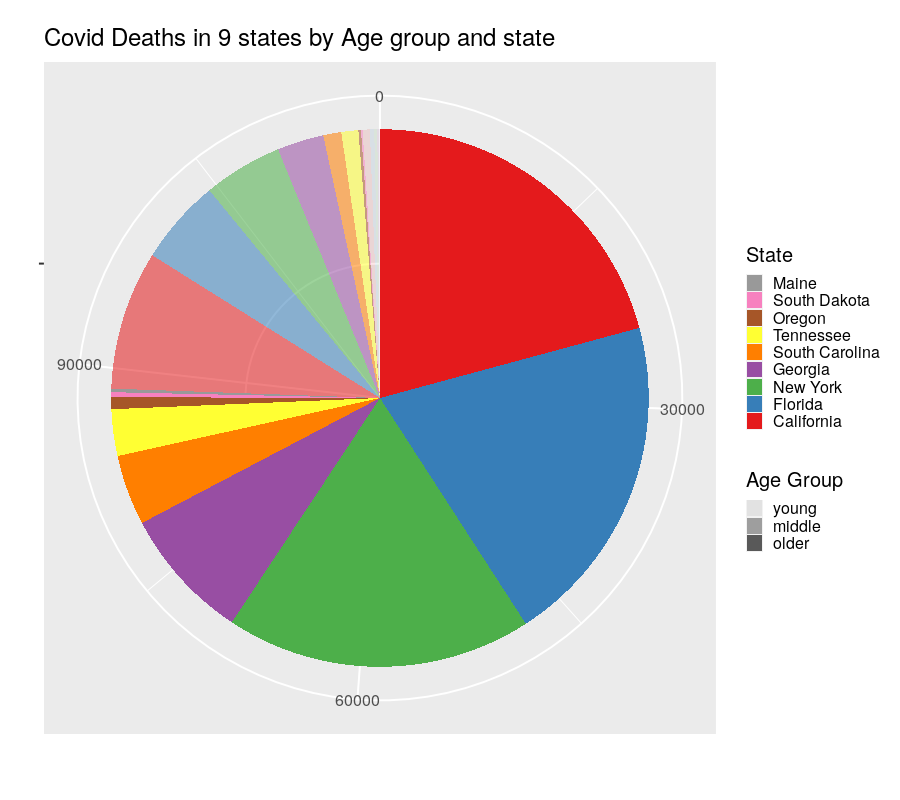 Covid Deaths in 9 states by Age group and state
0
90000
30000
60000
State
Maine
South Dakota
Oregon
Tennessee
South Carolina
Georgia
New York
Florida
California
Age Group
young
middle
older